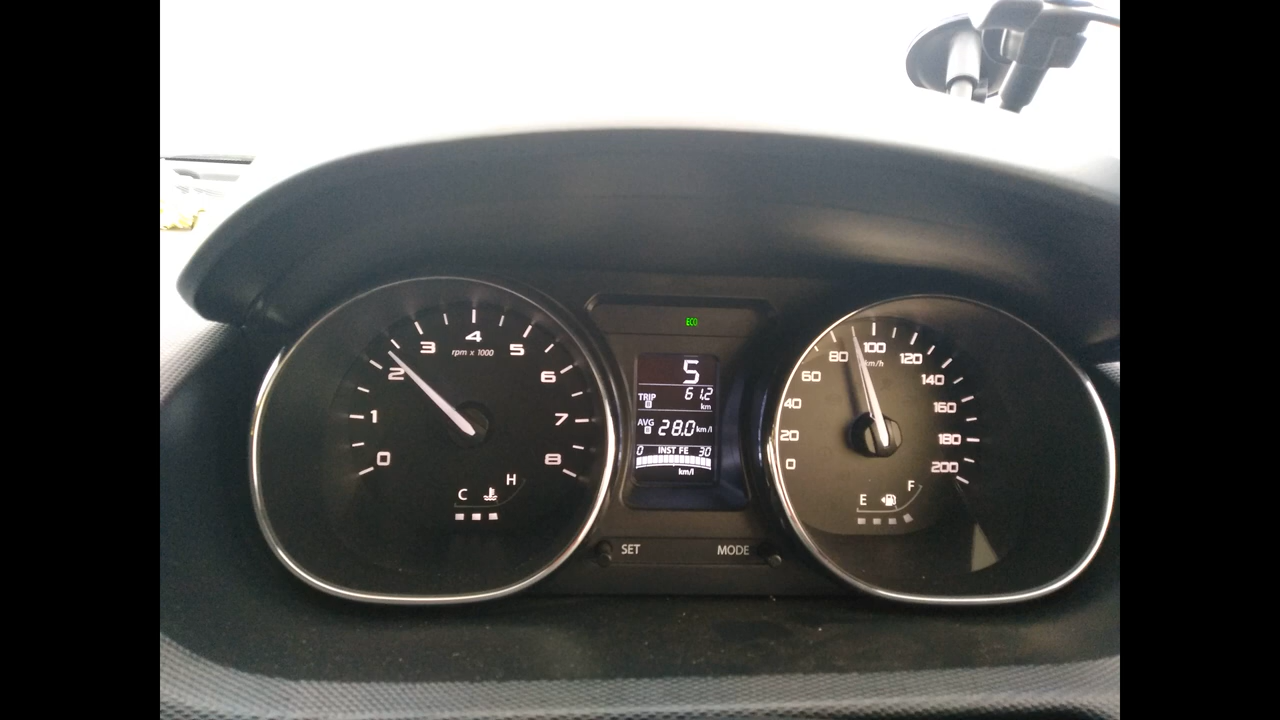 0 1 2 3 4 5 6 7 8
rpm x 1000
C H
ECO
5
TRIP B 61.2
km
AVG B 28.0 km/l
0 INST FE 30
km/l
SET MODE
0 20 40 60 80 100 120 140 160 180 200
km/h
E F